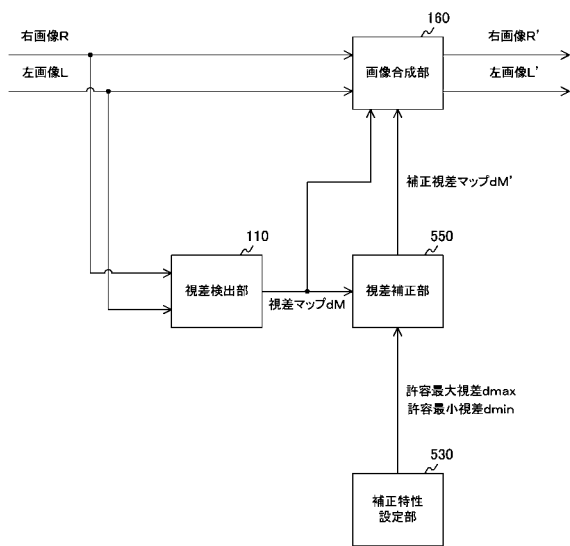 160
右画像R
右画像R'
画像合成部
左画像L
左画像L'
補正視差マップdM'
110
550
視差検出部
視差補正部
視差マップdM
許容最大視差dmax
許容最小視差dmin
530
補正特性
設定部